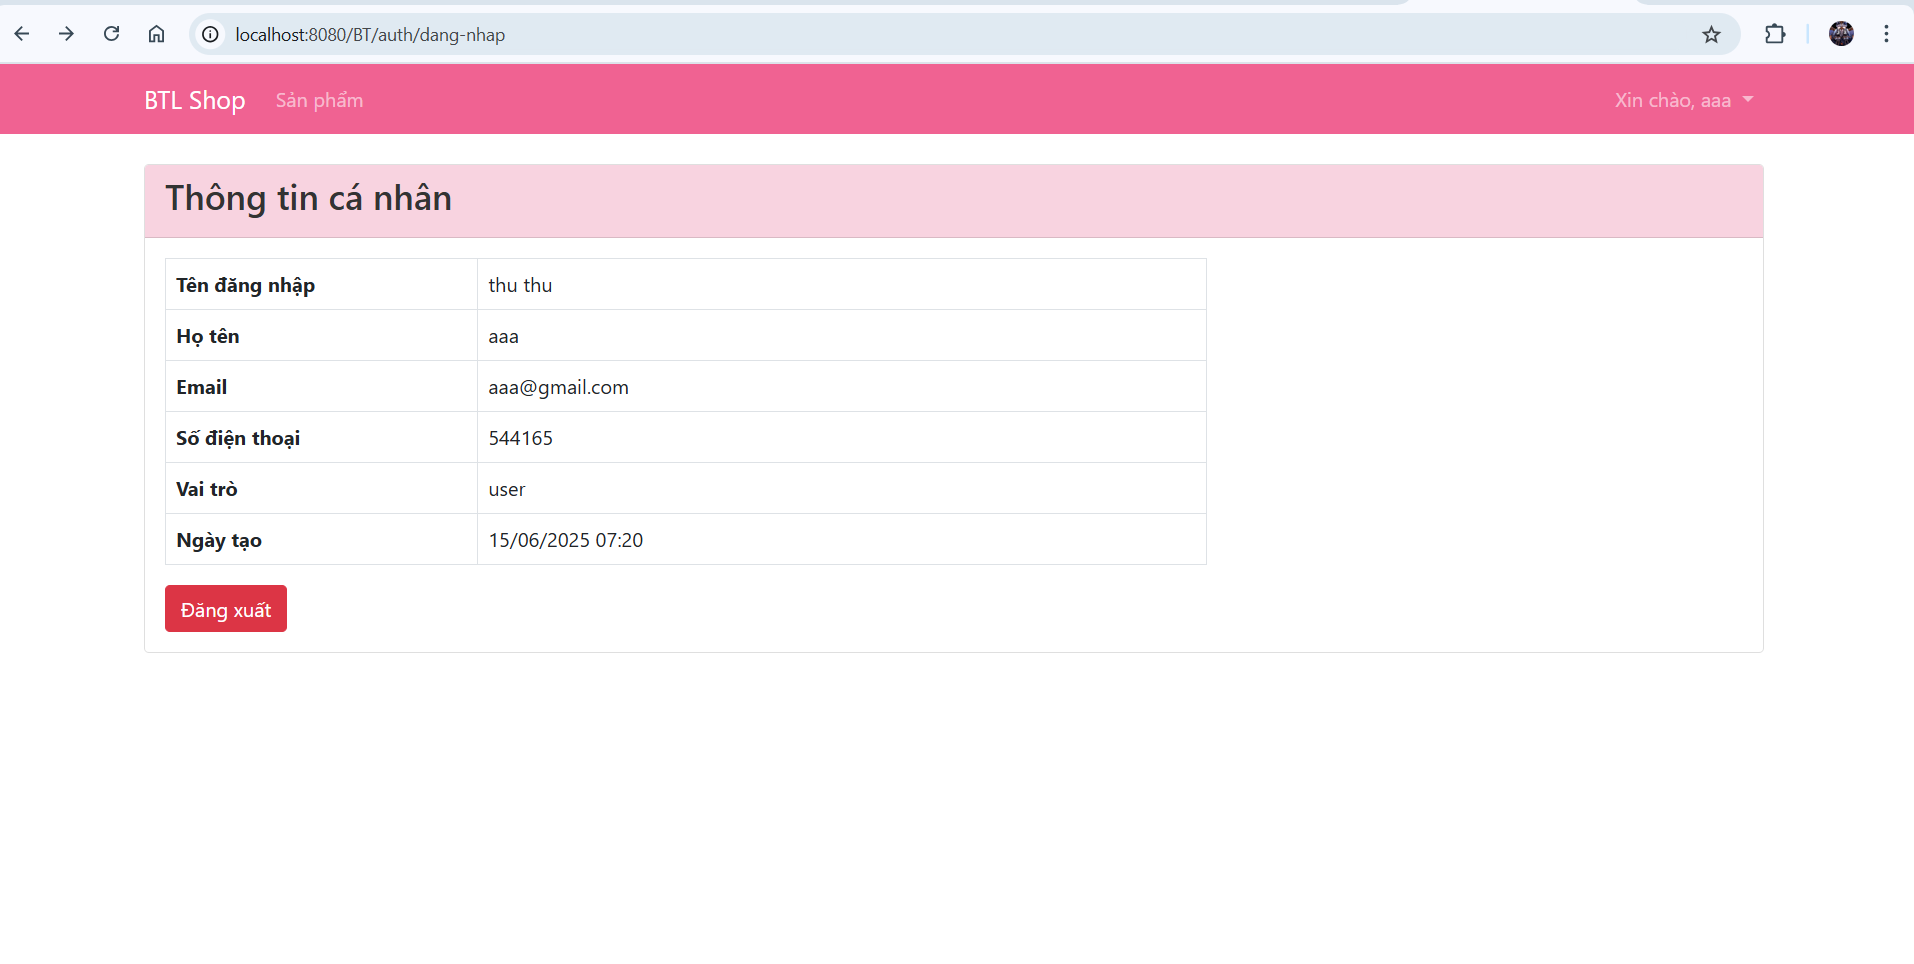 localhost:8080/BT/auth/dang-nhap
BTL Shop Sản phẩm Xin chào, aaa
Thông tin cá nhân
Tên đăng nhập thu thu
Họ tên aaa
Email aaa@gmail.com
Số điện thoại 544165
Vai trò user
Ngày tạo 15/06/2025 07:20
Đăng xuất